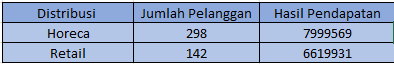 Distribusi Jumlah Pelanggan Hasil Pendapatan
Horeca 298 7999569
Retail 142 6619931